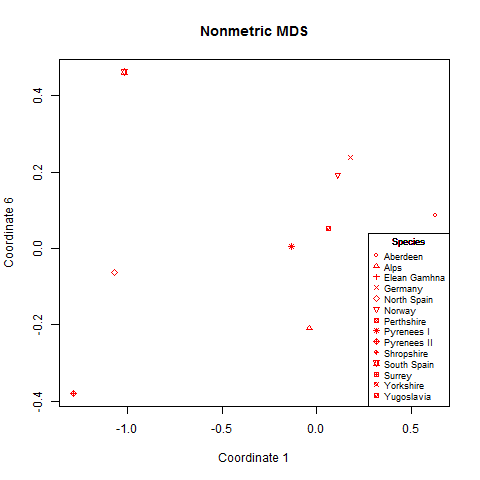 Nonmetric MDS
Coordinate 6
0.4
0.2
0.0
-0.2
-0.4
Species
Aberdeen
Alps
Elean Gamhna
Germany
North Spain
Norway
Perthshire
Pyrenees I
Pyrenees II
Shropshire
South Spain
Surrey
Yorkshire
Yugoslavia
-1.0 -0.5 0.0 0.5
Coordinate 1